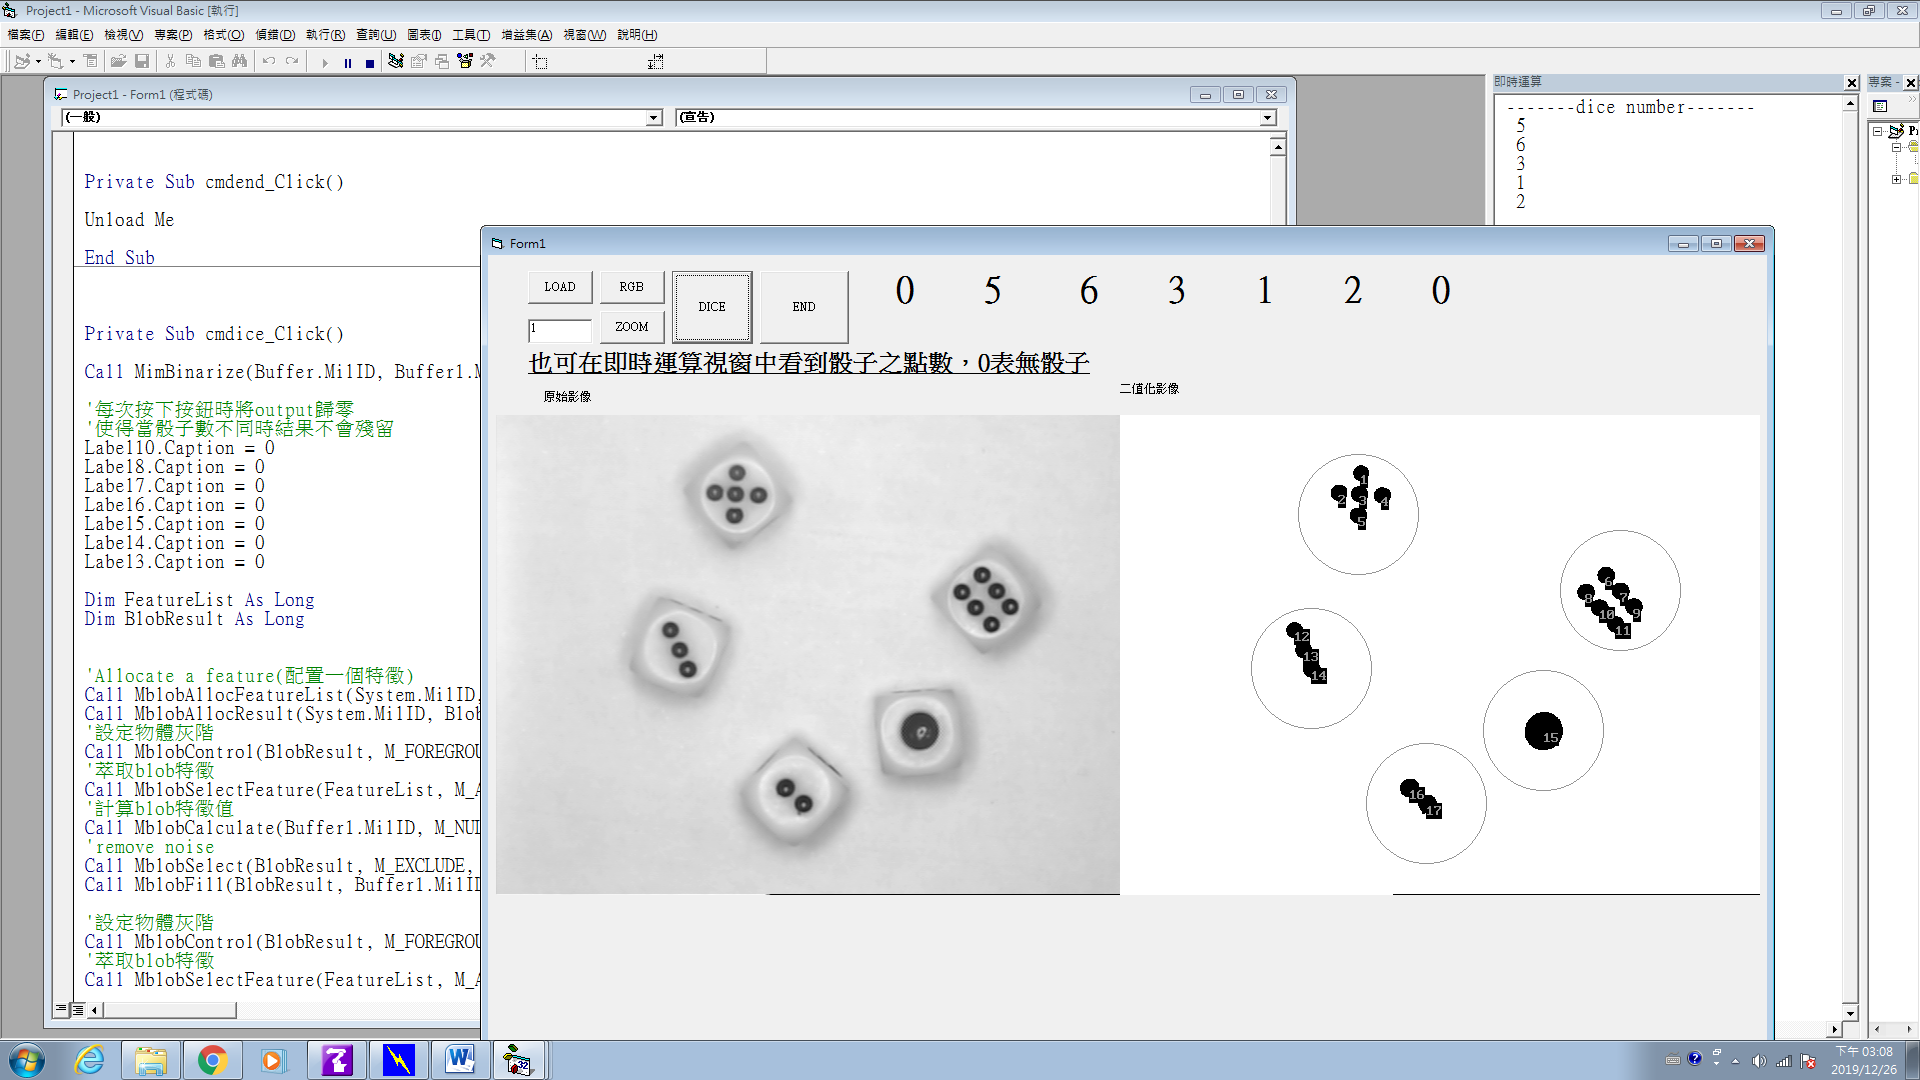 Project1 - Microsoft Visual Basic [執行]
檔案(F) 編輯(E) 檢視(V) 專案(P) 格式(O) 偵錯(D) 執行(R) 查詢(U) 圖表(I) 工具(T) 增益集(A) 視窗(W) 說明(H)
Project1 - Form1 (程式碼)
(一般) (宣告)
Private Sub cmdend_Click()
Unload Me
End Sub
Private Sub cmddice_Click()
Call MimBinarize(Buffer.MilID, Buffer1.M
'每次按下按鈕時將output歸零
'使得當骰子數不同時結果不會殘留
Label10.Caption = 0
Label8.Caption = 0
Label7.Caption = 0
Label6.Caption = 0
Label5.Caption = 0
Label4.Caption = 0
Label3.Caption = 0
Dim FeatureList As Long
Dim BlobResult As Long
'Allocate a feature(配置一個特徵)
Call MblobAllocFeatureList(System.MilID,
Call MblobAllocResult(System.MilID, Blob
'設定物體灰階
Call MblobControl(BlobResult, M_FOREGROU
'萃取blob特徵
Call MblobSelectFeature(FeatureList, M_A
'計算blob特徵值
Call MblobCalculate(Buffer1.MilID, M_NUL
'remove noise
Call MblobSelect(BlobResult, M_EXCLUDE,
Call MblobFill(BlobResult, Buffer1.MilID
'設定物體灰階
Call MblobControl(BlobResult, M_FOREGROU
'萃取blob特徵
Call MblobSelectFeature(FeatureList, M_A
即時運算
-------dice number-------
5
6
3
1
2
專案 -
Form1
LOAD RGB DICE END
1 ZOOM
0 5 6 3 1 2 0
也可在即時運算視窗中看到骰子之點數，0表無骰子
原始影像
二值化影像
1
2 3 4
5
6
8 7
10 9
11
12
13
14
15
16
17
32
下午 03:08
2019/12/26